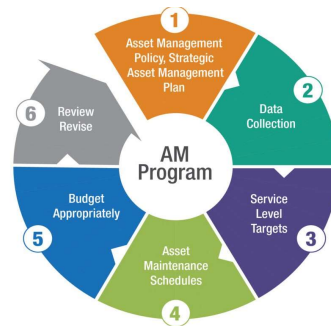 1
Asset Management
Policy, Strategic
Asset Management
Plan
2
Data
Collection
3
Service
Level
Targets
4
Asset
Maintenance
Schedules
5
Budget
Appropriately
6
Review
Revise
AM
Program